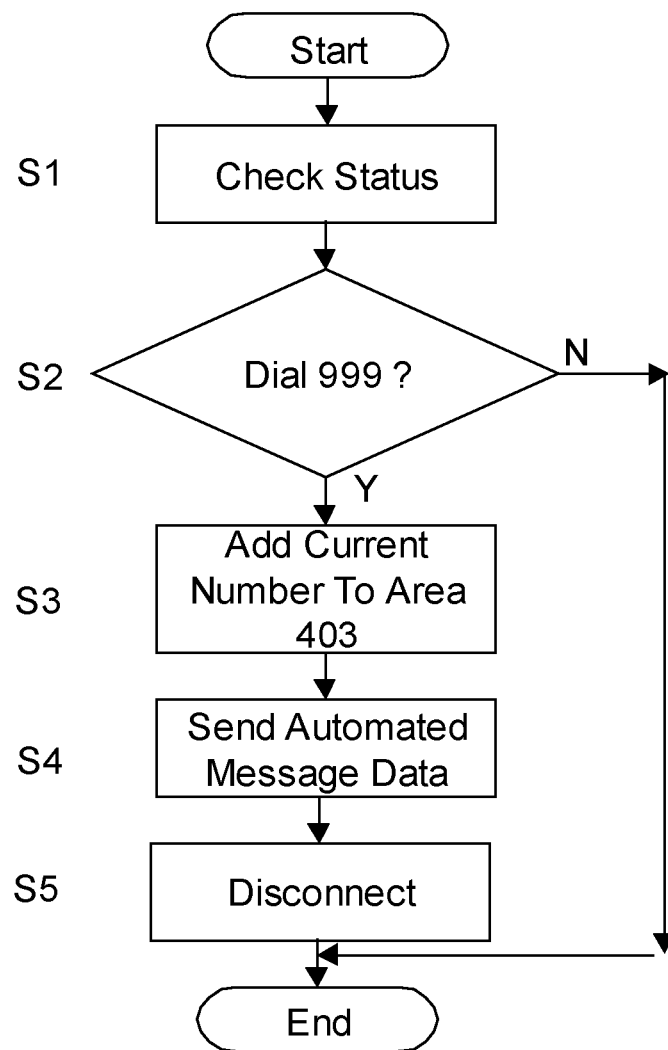 Start
S1
Check Status
S2
Dial 999 ?
N
Y
S3
Add Current
Number To Area
403
S4
Send Automated
Message Data
S5
Disconnect
End